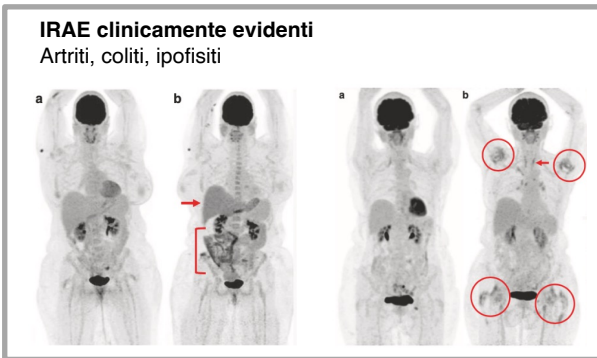 IRAE clinicamente evidenti
Artriti, coliti, ipofisiti
a
b
a
b